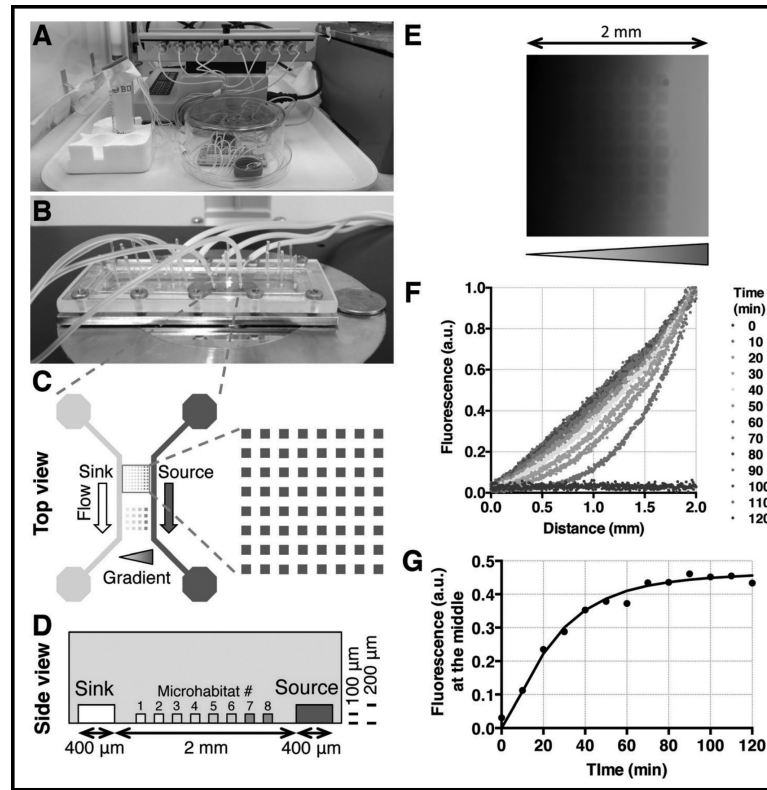 A
BD
B
C
Top view
Sink
Source
Flow
Gradient
D
Side view
Sink
Microhabitat #
Source
1 2 3 4 5 6 7 8
100 µm
200 µm
400 µm
2 mm
400 µm
E
2 mm
F
Fluorescence (a.u.)
1.0
0.8
0.6
0.4
0.2
0.0
0.0 0.5 1.0 1.5 2.0
Distance (mm)
Time
(min)
0
10
20
30
40
50
60
70
80
90
100
110
120
G
Fluorescence (a.u.)
at the middle
0.5
0.4
0.3
0.2
0.1
0.0
0 20 40 60 80 100 120
TIme (min)